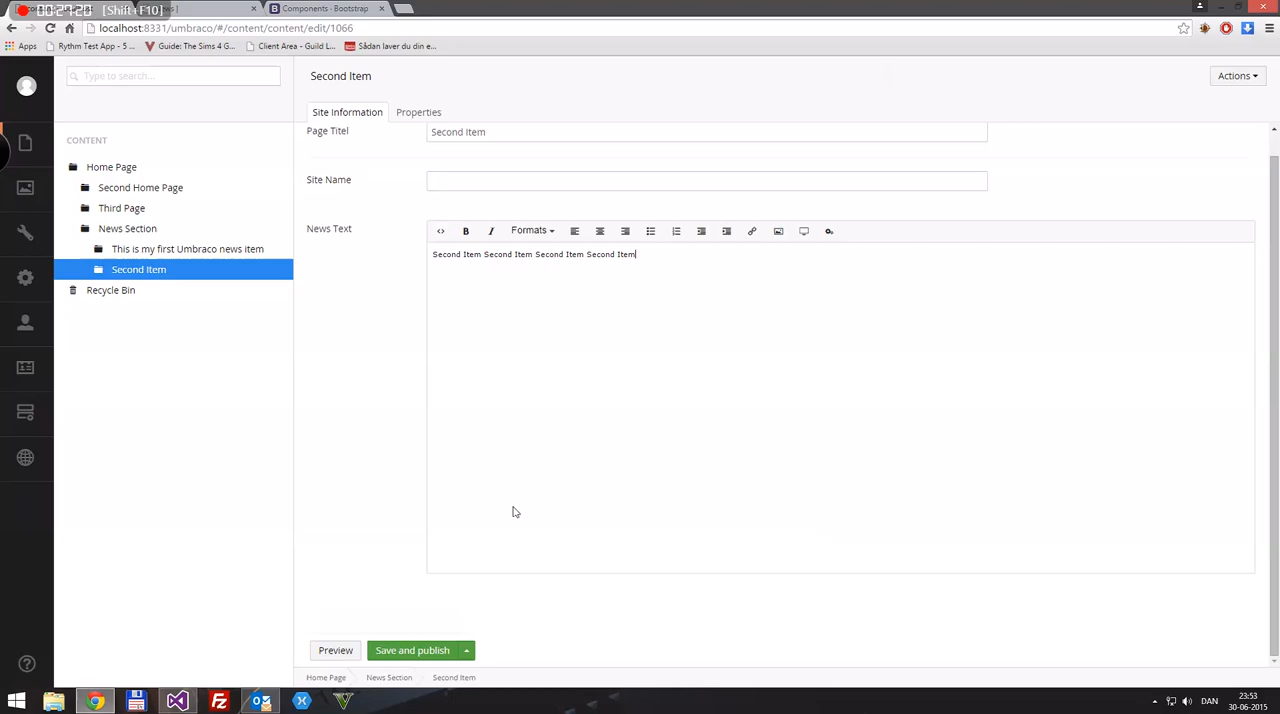 00:27:20 [Shift+F10]
Components - Bootstrap
localhost:8331/umbraco/#/content/content/edit/1066
Apps
Rythm Test App - 5 ...
Guide: The Sims 4 G...
Client Area - Guild L...
Sådan laver du din e...
Type to search...
Second Item
Actions
CONTENT
Site Information
Properties
Page Titel
Second Item
Home Page
Second Home Page
Third Page
News Section
This is my first Umbraco news item
Second Item
Recycle Bin
Site Name
News Text
Formats
Second Item Second Item Second Item Second Item
Preview
Save and publish
Home Page
News Section
Second Item
DAN
23:53
30-06-2015